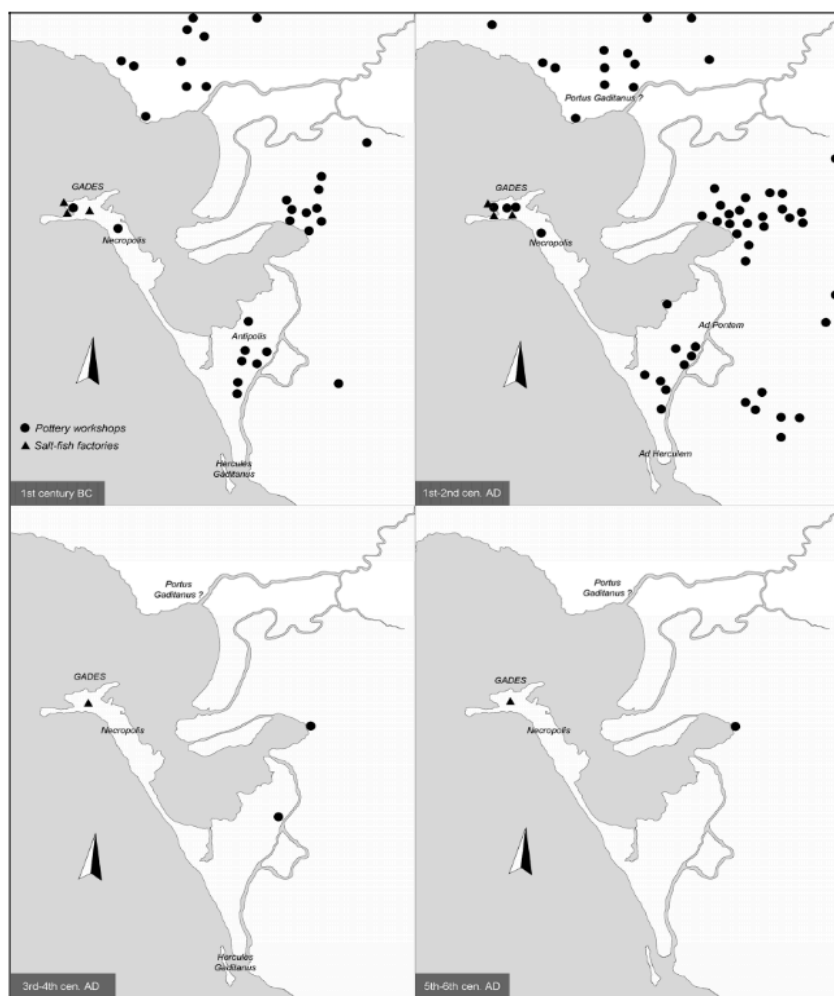 GADES
Necropolis
Antipolis
Pottery workshops
Salt-fish factories
Hercules
Gaditanus
1st century BC
Portus Gaditanus ?
GADES
Necropolis
Ad Pontem
Ad Herculem
1st-2nd cen. AD
Portus
Gaditanus ?
GADES
Necropolis
Hercules
Gaditanus
3rd-4th cen. AD
Portus
Gaditanus ?
GADES
Necropolis
5th-6th cen. AD